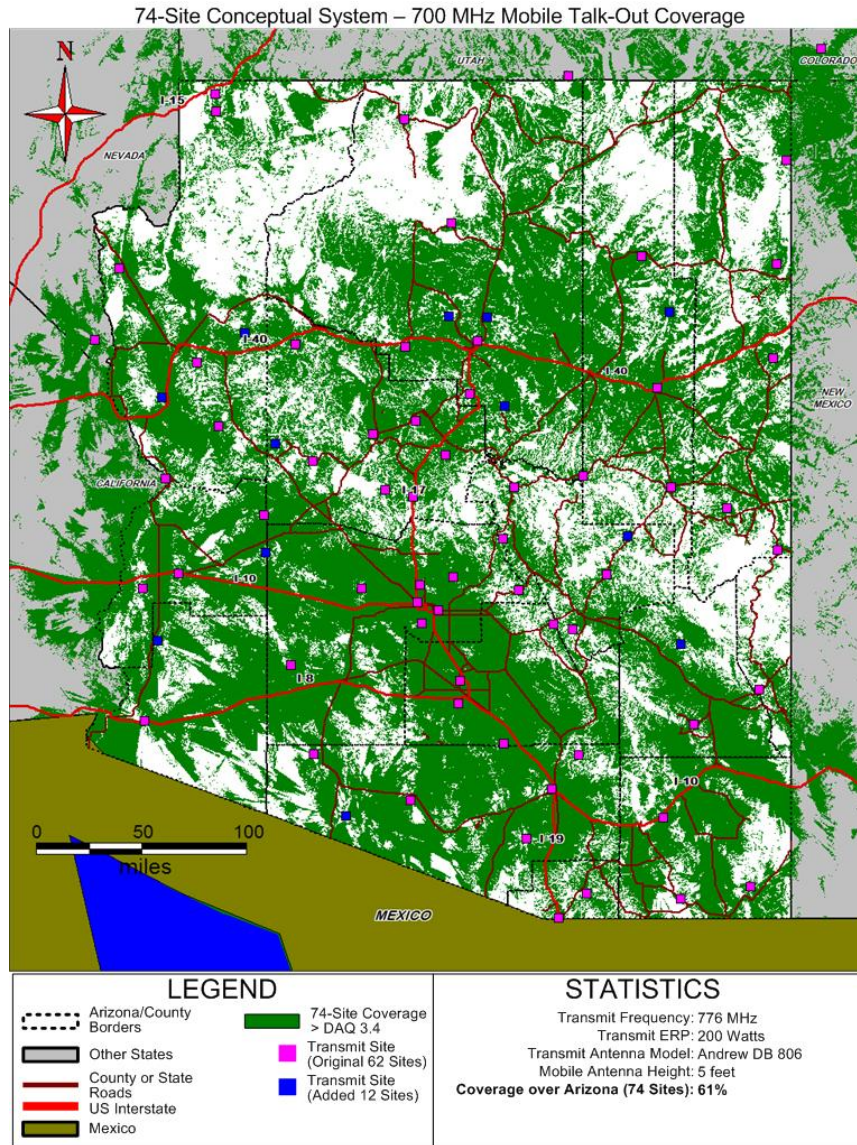 74-Site Conceptual System – 700 MHz Mobile Talk-Out Coverage
UTAH
COLORADO
N
I-15
NEVADA
I-40
I-40
NEW
MEXICO
CALIFORNIA
I-17
I-10
I-8
I-10
I-19
0 50 100
miles
MEXICO
LEGEND
Arizona/County
Borders
Other States
County or State
Roads
US Interstate
Mexico
74-Site Coverage
> DAQ 3.4
Transmit Site
(Original 62 Sites)
Transmit Site
(Added 12 Sites)
STATISTICS
Transmit Frequency: 776 MHz
Transmit ERP: 200 Watts
Transmit Antenna Model: Andrew DB 806
Mobile Antenna Height: 5 feet
Coverage over Arizona (74 Sites): 61%